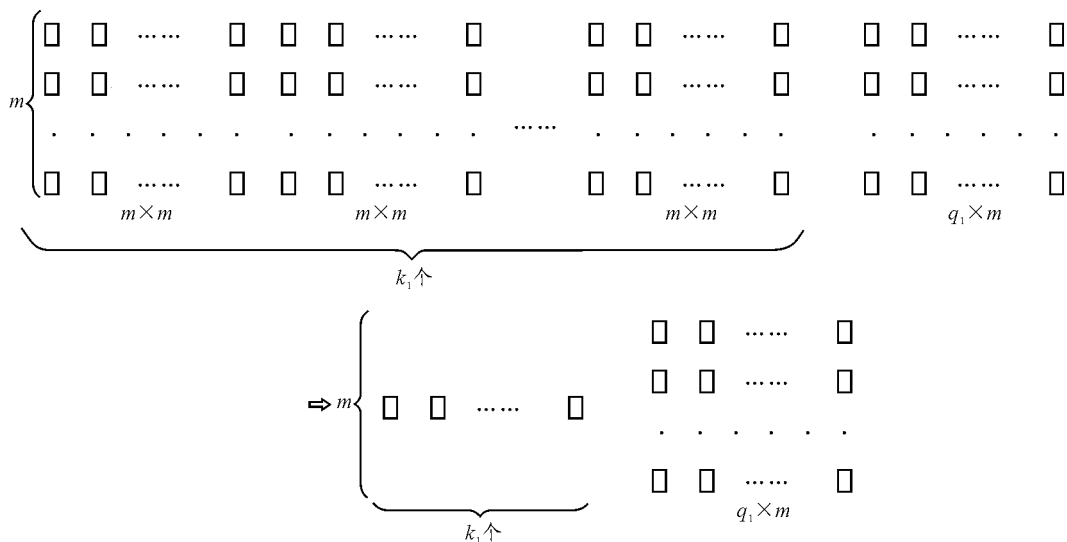 …… …… …… ……
…… …… …… ……
m
……
…… …… …… ……
m×m m×m m×m q₁×m
k₁个
……
……
⇨ m ……
……
q₁×m
k₁个